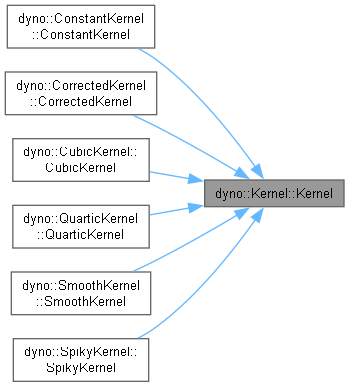 dyno::ConstantKernel
::ConstantKernel
dyno::CorrectedKernel
::CorrectedKernel
dyno::CubicKernel::
CubicKernel
dyno::Kernel::Kernel
dyno::QuarticKernel
::QuarticKernel
dyno::SmoothKernel
::SmoothKernel
dyno::SpikyKernel::
SpikyKernel